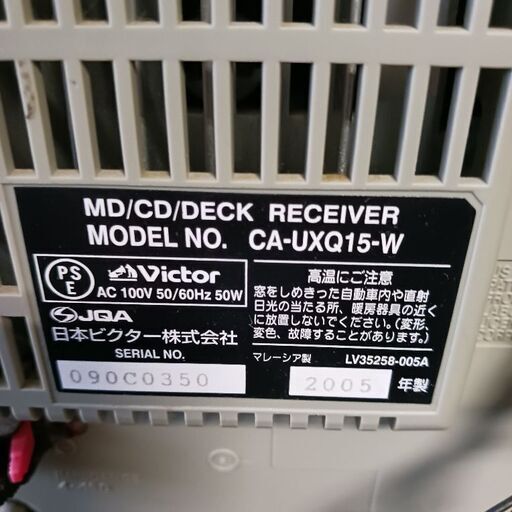 MD/CD/DECK RECEIVER
MODEL NO. CA-UXQ15-W
PS
E
Victor
AC 100V 50/60Hz 50W
JQA
日本ビクター株式会社
SERIAL NO.
090C0350
高温にご注意
窓をしめきった自動車内や直射
日光の当たる所、暖房器具の近く
に放置しないでください。（変形、
変色、故障することがあります。）
マレーシア製 LV35258-005A
2005 年製